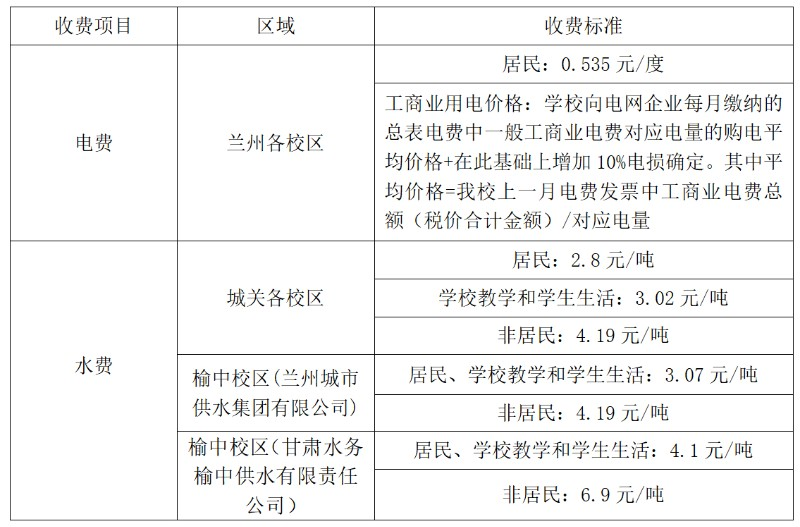 收费项目 区域 收费标准
电费 兰州各校区 居民：0.535 元/度
工商业用电价格：学校向电网企业每月缴纳的
总表电费中一般工商业电费对应电量的购电平
均价格+在此基础上增加10%电损确定。其中平
均价格=我校上一月电费发票中工商业电费总
额（税价合计金额）/对应电量
水费 城关各校区 居民：2.8 元/吨
学校教学和学生生活：3.02 元/吨
非居民：4.19 元/吨
榆中校区(兰州城市
供水集团有限公司)
居民、学校教学和学生生活：3.07 元/吨
非居民：4.19 元/吨
榆中校区（甘肃水务
榆中供水有限责任
公司）
居民、学校教学和学生生活：4.1 元/吨
非居民：6.9 元/吨